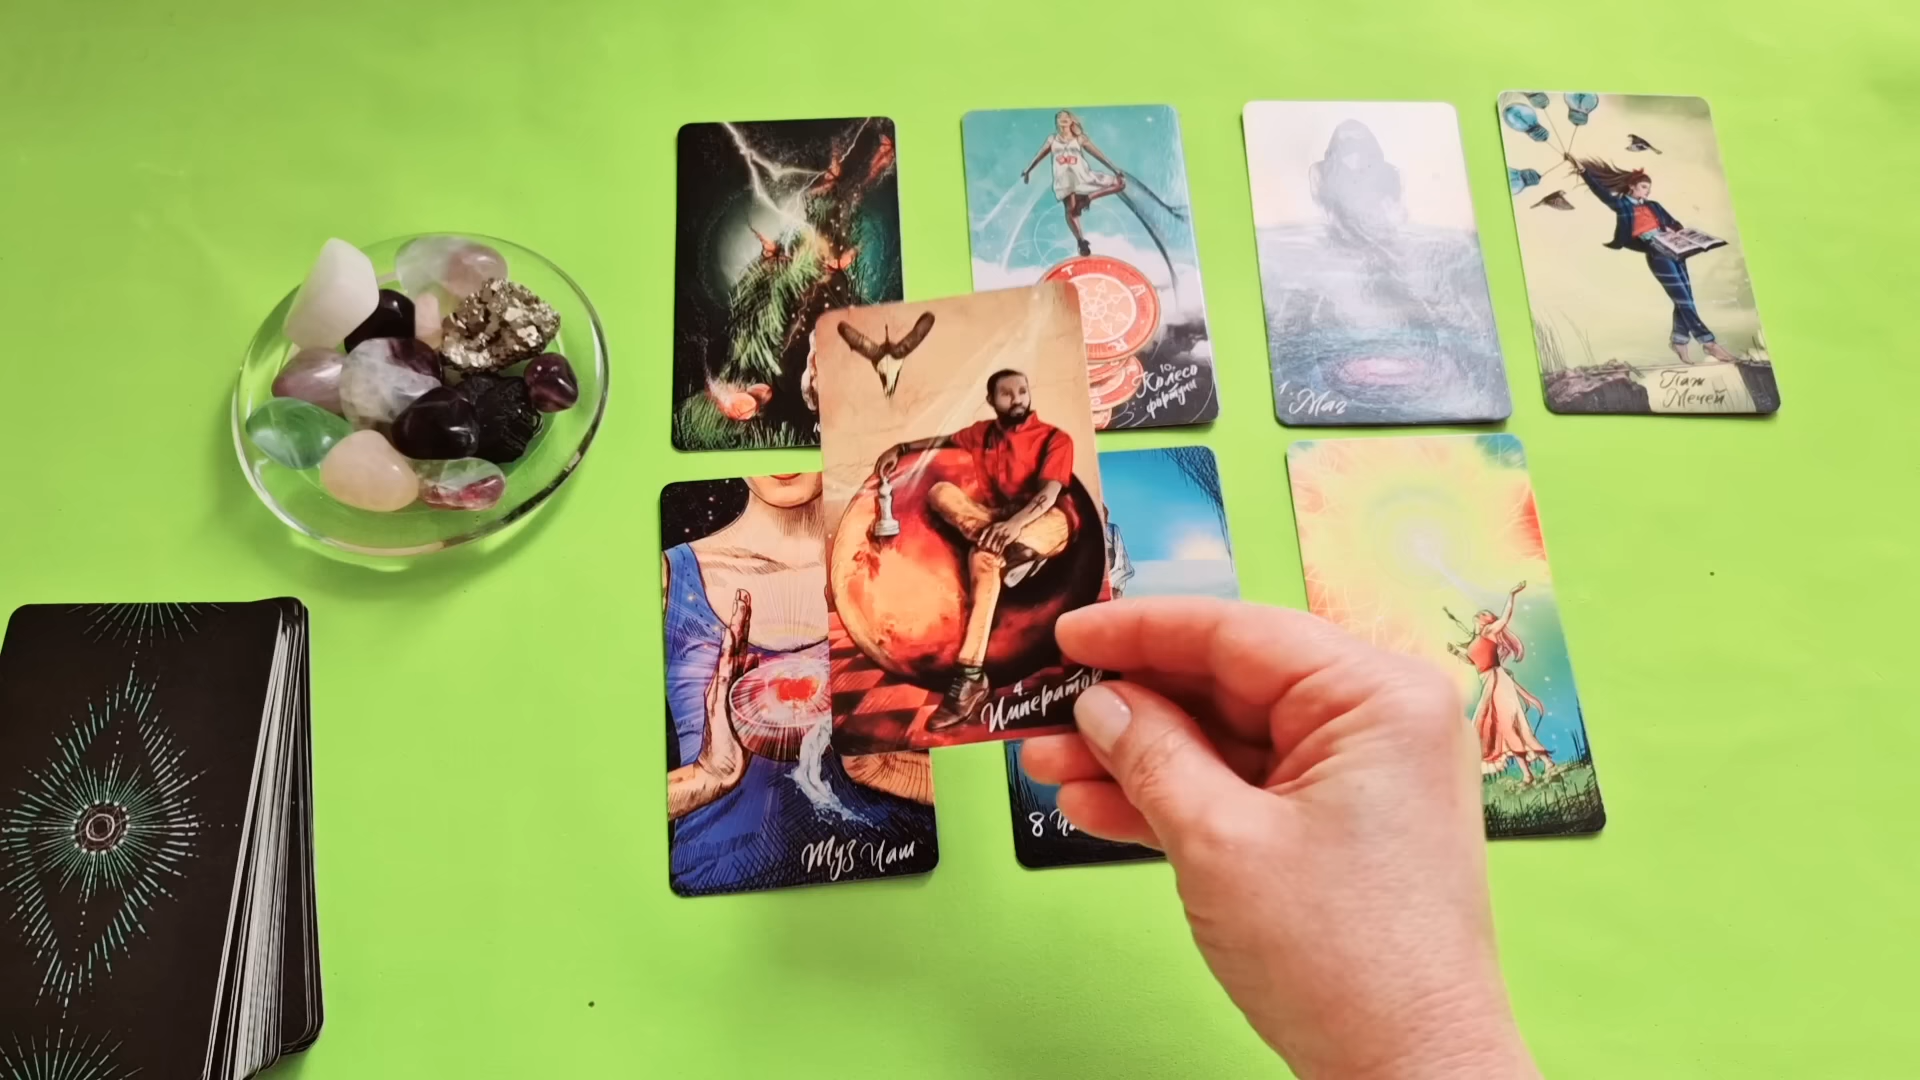 T A R
10.
Колесо
фортуны
1.
Маг
Паж
Мечей
4.
Император
Туз Чаш
8